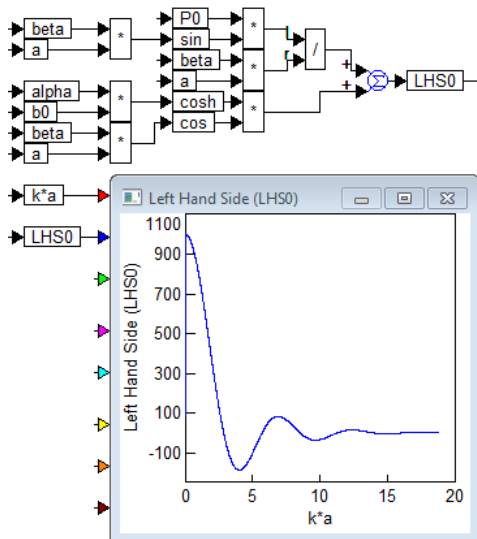 beta
a
*
P0
sin
beta
a
*
*
l
r
/
+
+
Σ
LHS0
alpha
b0
beta
a
*
*
cosh
cos
*
k*a
LHS0
Left Hand Side (LHS0)
Left Hand Side (LHS0)
1100
900
700
500
300
100
-100
0
5
10
15
20
k*a